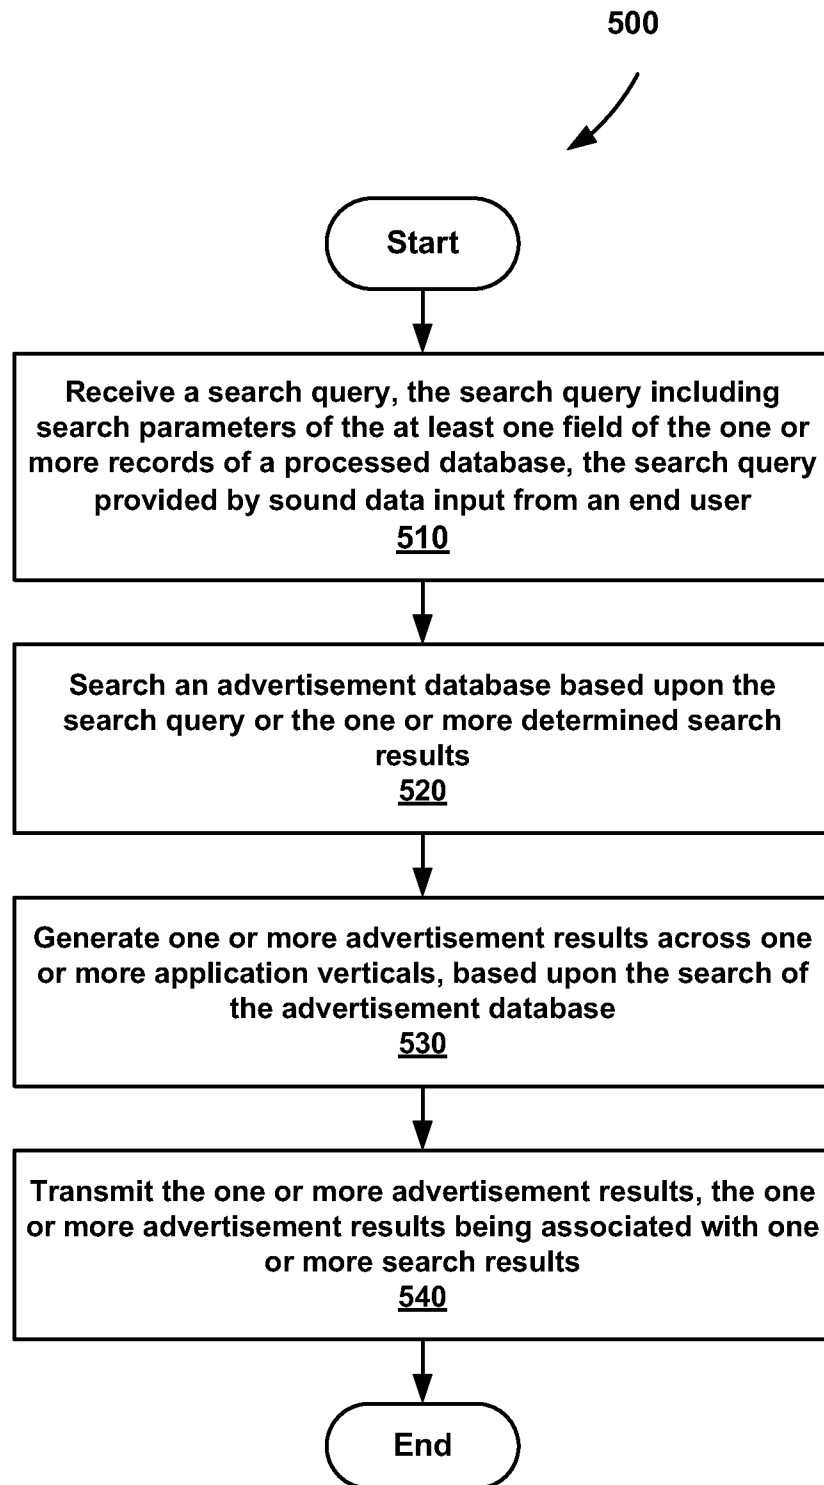 500
Start
Receive a search query, the search query including
search parameters of the at least one field of the one or
more records of a processed database, the search query
provided by sound data input from an end user
510
Search an advertisement database based upon the
search query or the one or more determined search
results
520
Generate one or more advertisement results across one
or more application verticals, based upon the search of
the advertisement database
530
Transmit the one or more advertisement results, the one
or more advertisement results being associated with one
or more search results
540
End